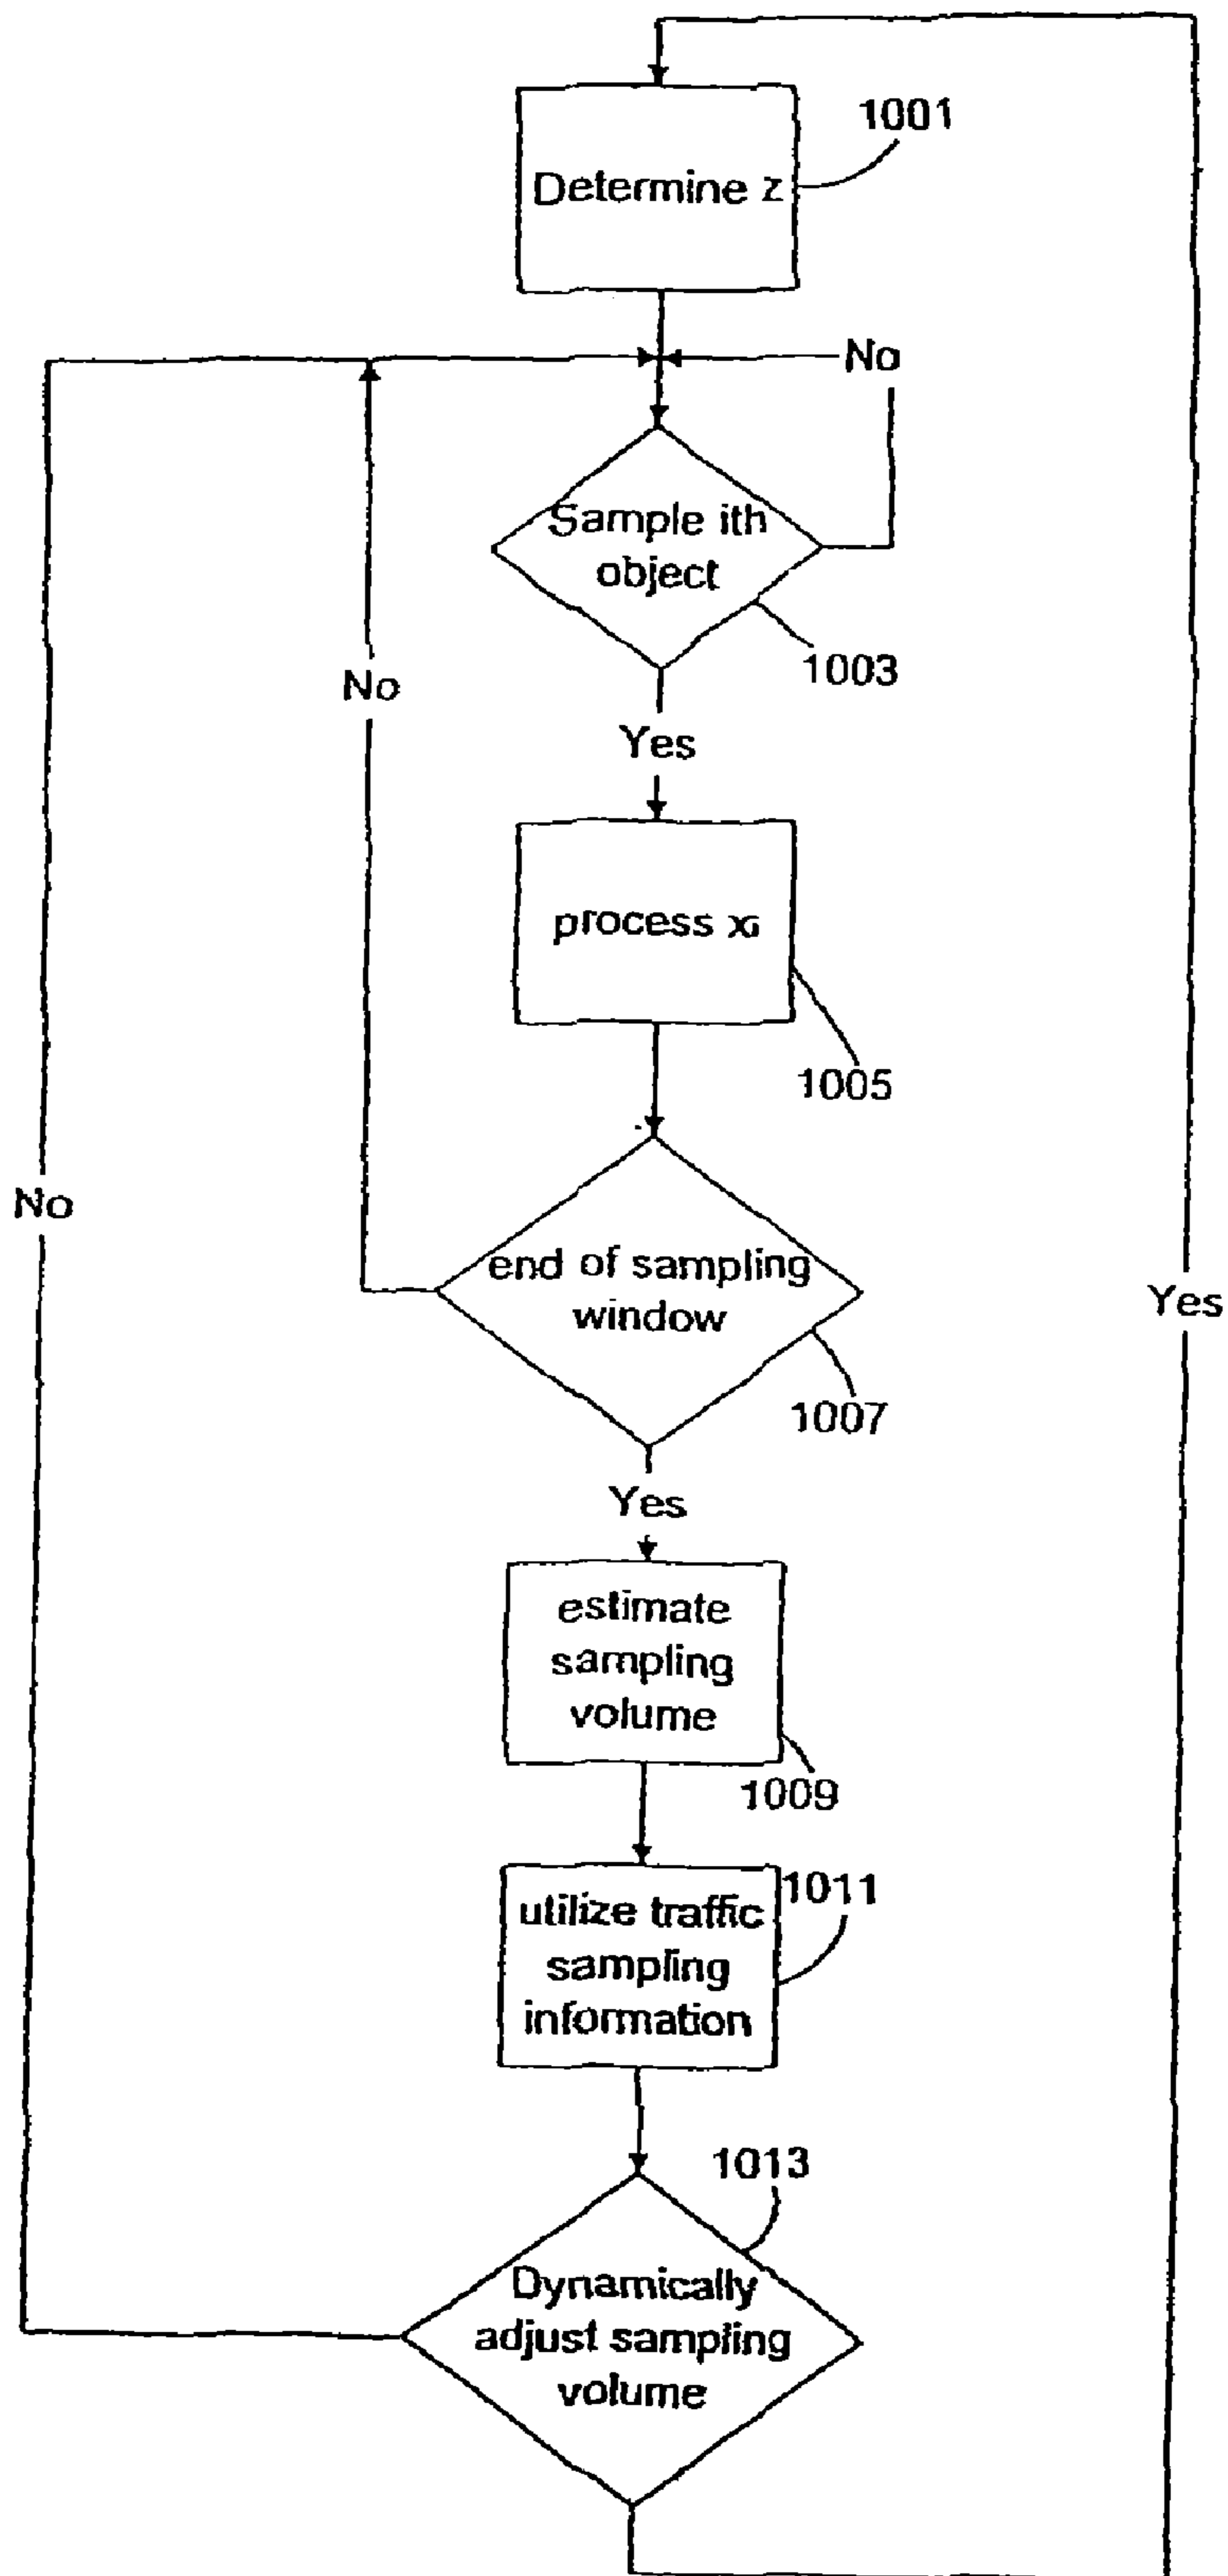 1001
Determine z
No
Sample ith
object
1003
No
Yes
process xi
1005
No
end of sampling
window
Yes
1007
Yes
estimate
sampling
volume
1009
1011
utilize traffic
sampling
information
1013
Dynamically
adjust sampling
volume